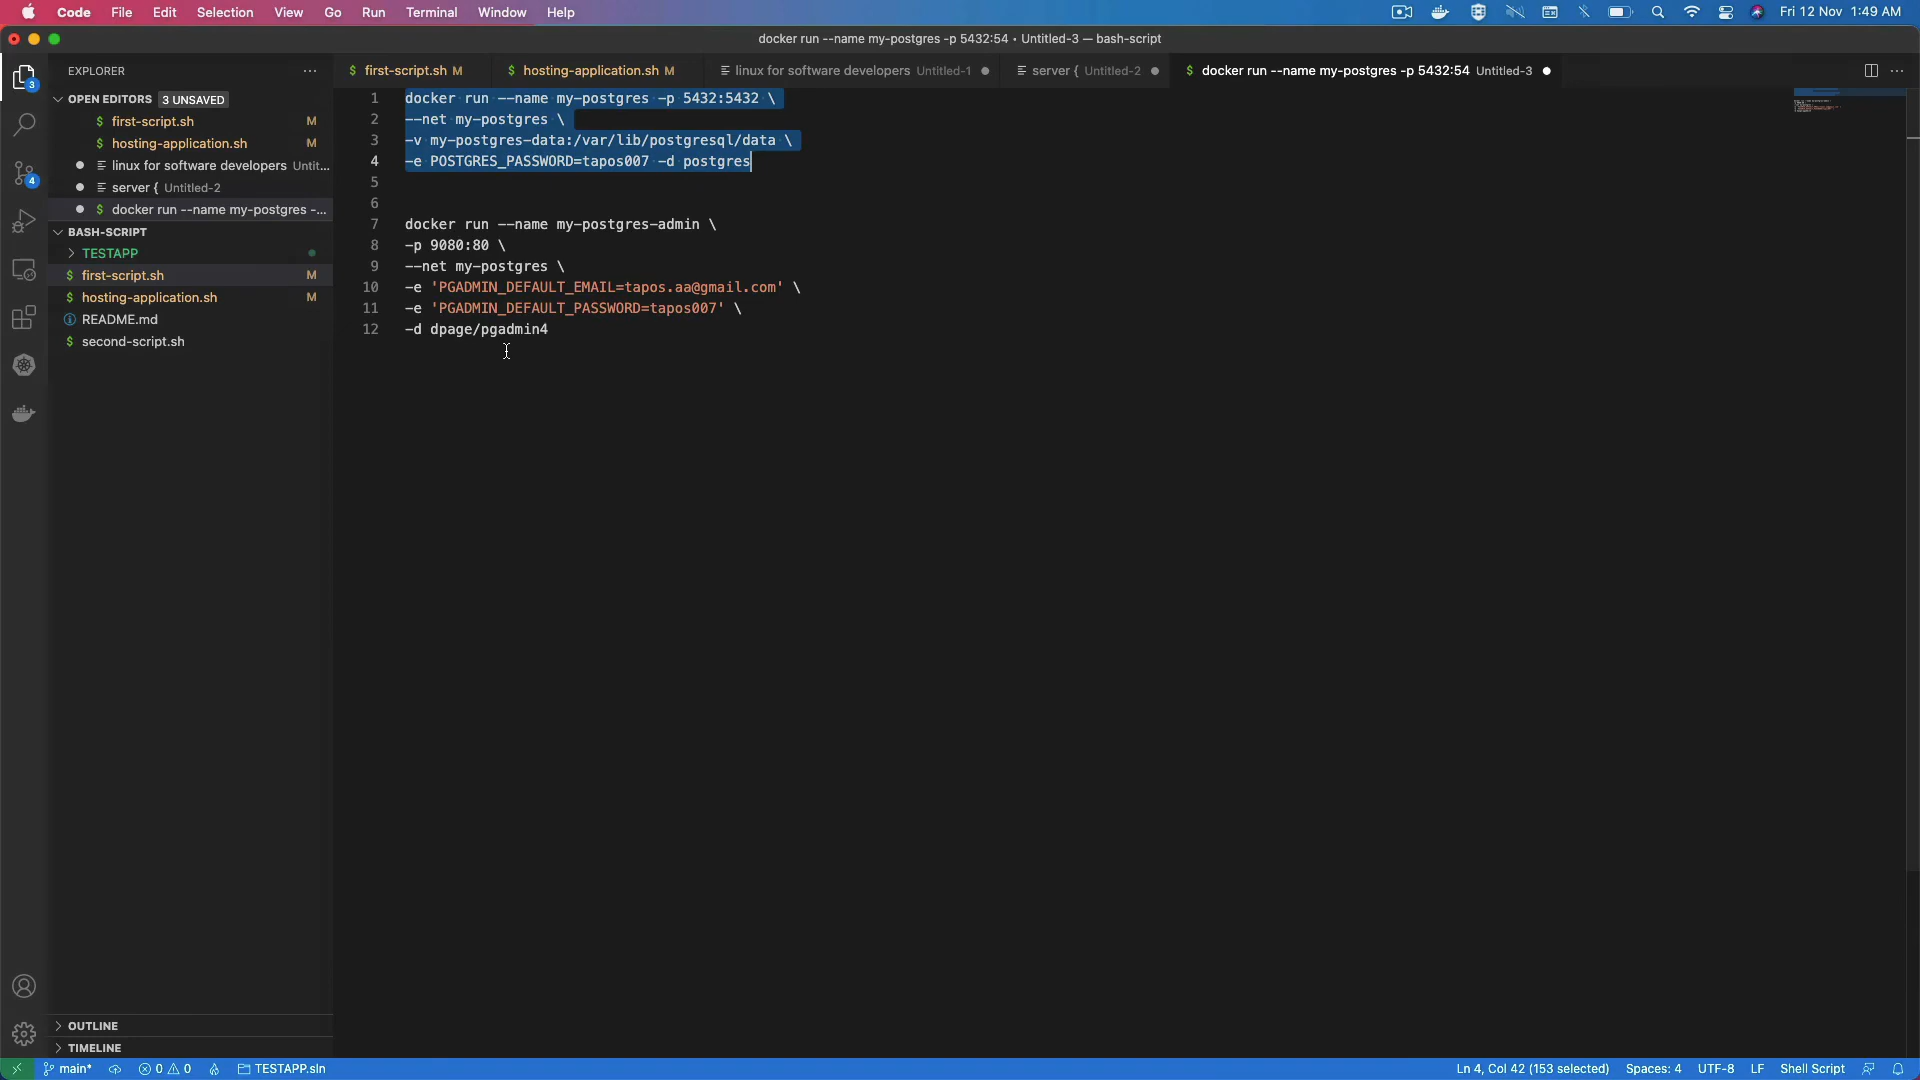 Code File Edit Selection View Go Run Terminal Window Help Fri 12 Nov 1:49 AM
docker run --name my-postgres -p 5432:54 • Untitled-3 — bash-script
EXPLORER ···
$ first-script.sh M $ hosting-application.sh M linux for software developers Untitled-1 server { Untitled-2 $ docker run --name my-postgres -p 5432:54 Untitled-3
OPEN EDITORS 3 UNSAVED
$ first-script.sh M
$ hosting-application.sh M
linux for software developers Untit...
server { Untitled-2
$ docker run --name my-postgres -...
BASH-SCRIPT
TESTAPP
$ first-script.sh M
$ hosting-application.sh M
README.md
$ second-script.sh
OUTLINE
TIMELINE
3
4
1 docker run --name my-postgres -p 5432:5432 \
2 --net my-postgres \
3 -v my-postgres-data:/var/lib/postgresql/data \
4 -e POSTGRES_PASSWORD=tapos007 -d postgres
5
6
7 docker run --name my-postgres-admin \
8 -p 9080:80 \
9 --net my-postgres \
10 -e 'PGADMIN_DEFAULT_EMAIL=tapos.aa@gmail.com' \
11 -e 'PGADMIN_DEFAULT_PASSWORD=tapos007' \
12 -d dpage/pgadmin4
main* 0 0 TESTAPP.sln Ln 4, Col 42 (153 selected) Spaces: 4 UTF-8 LF Shell Script